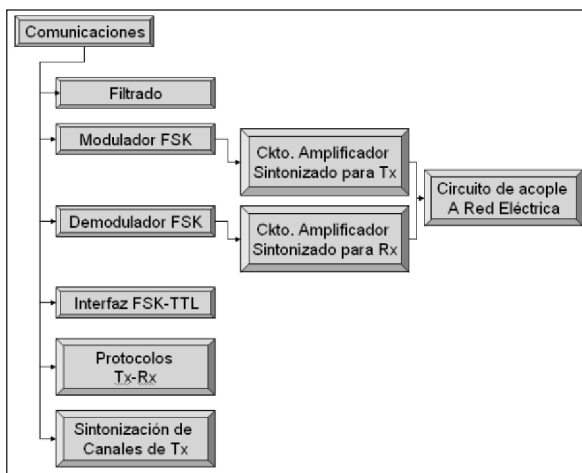 Comunicaciones
Filtrado
Modulador FSK
Ckto. Amplificador
Sintonizado para Tx
Circuito de acople
A Red Eléctrica
Demodulador FSK
Ckto. Amplificador
Sintonizado para Rx
Interfaz FSK-TTL
Protocolos
Tx-Rx
Sintonización de
Canales de Tx